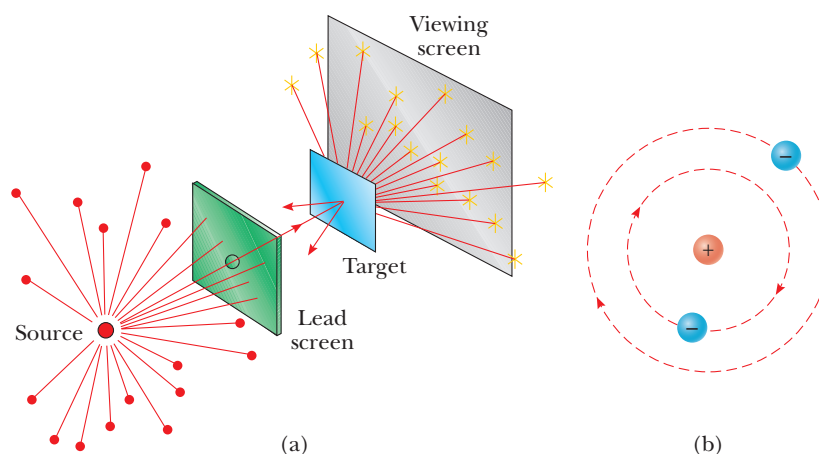 Viewing
screen
Target
Source
Lead
screen
−
+
−
(a)
(b)